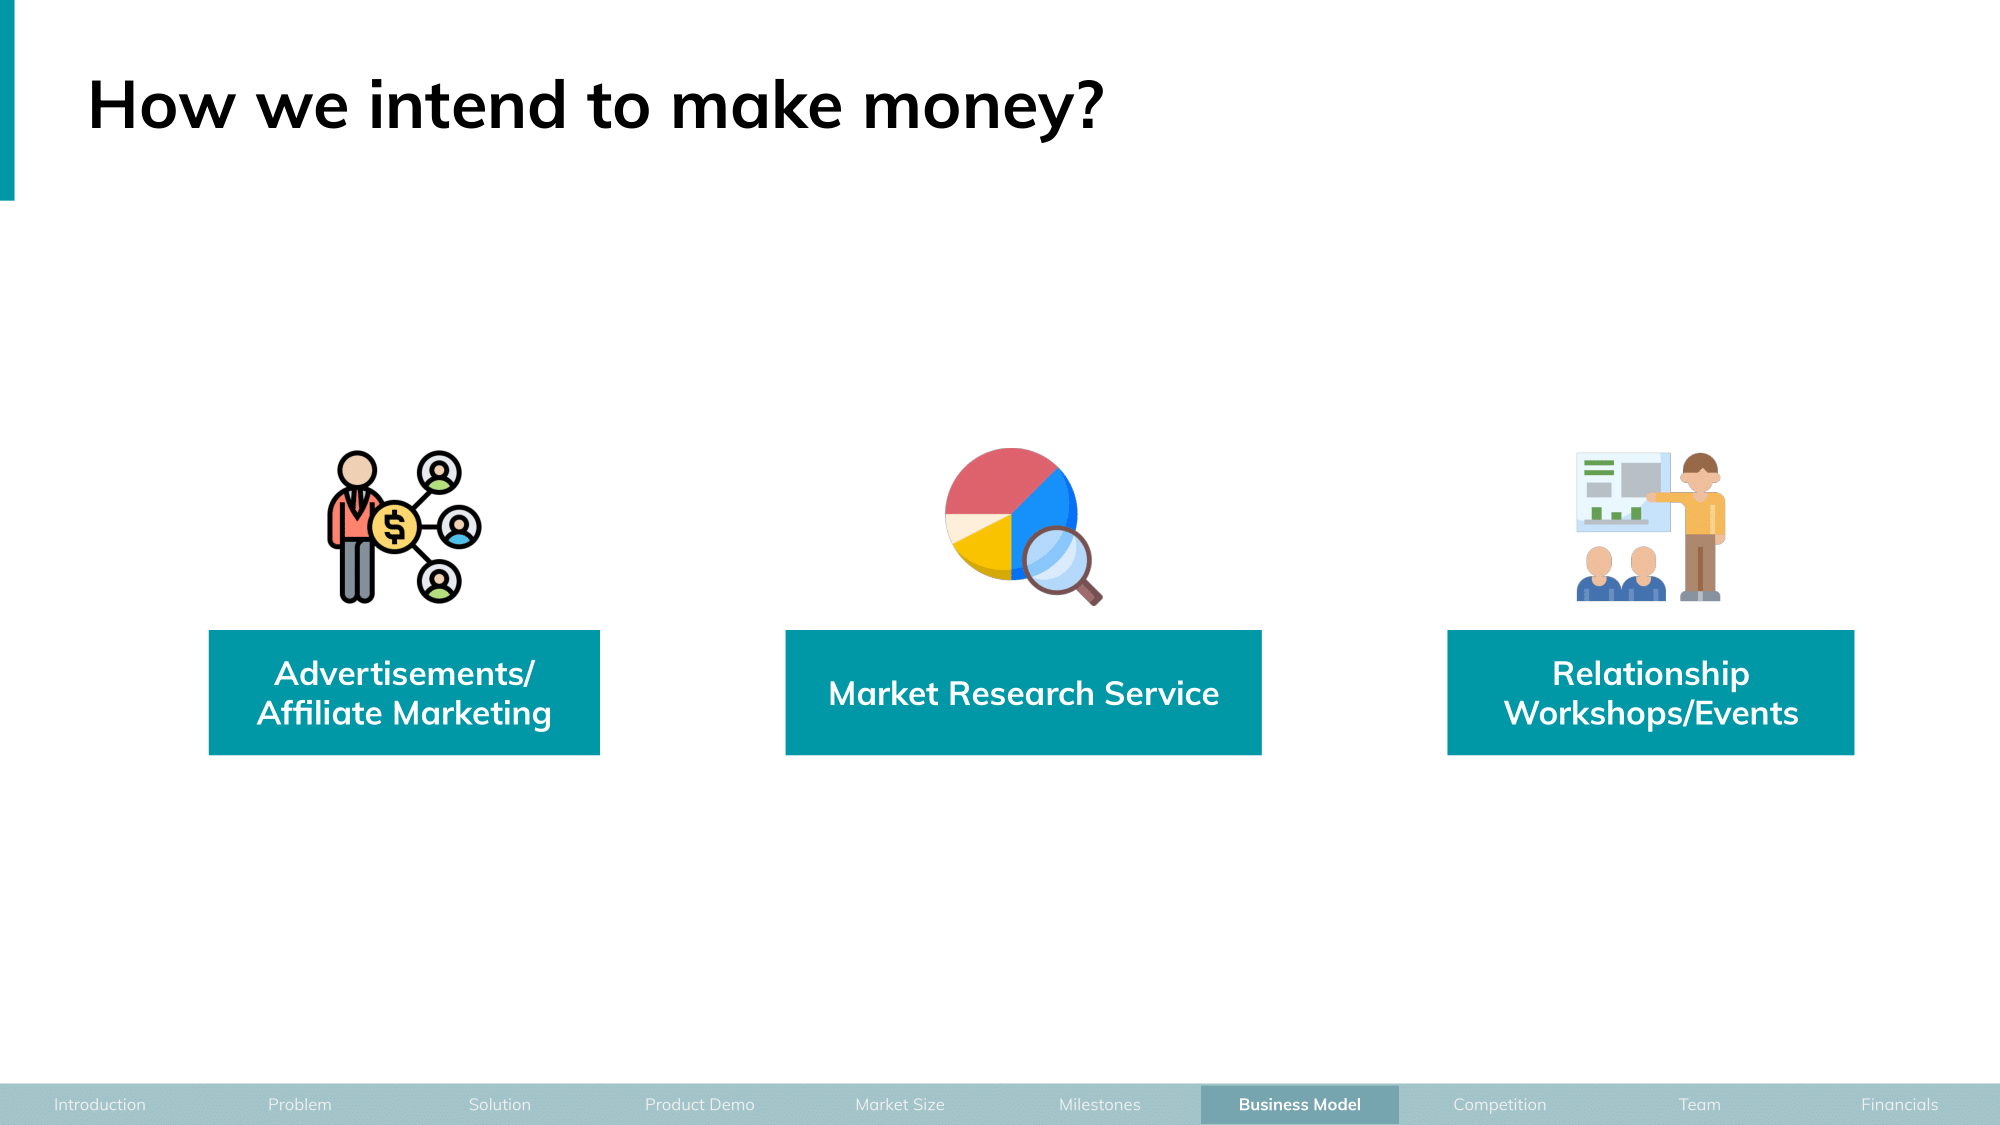 How we intend to make money?
$
Advertisements/
Affiliate Marketing
Market Research Service
Relationship
Workshops/Events
Introduction
Problem
Solution
Product Demo
Market Size
Milestones
Business Model
Competition
Team
Financials